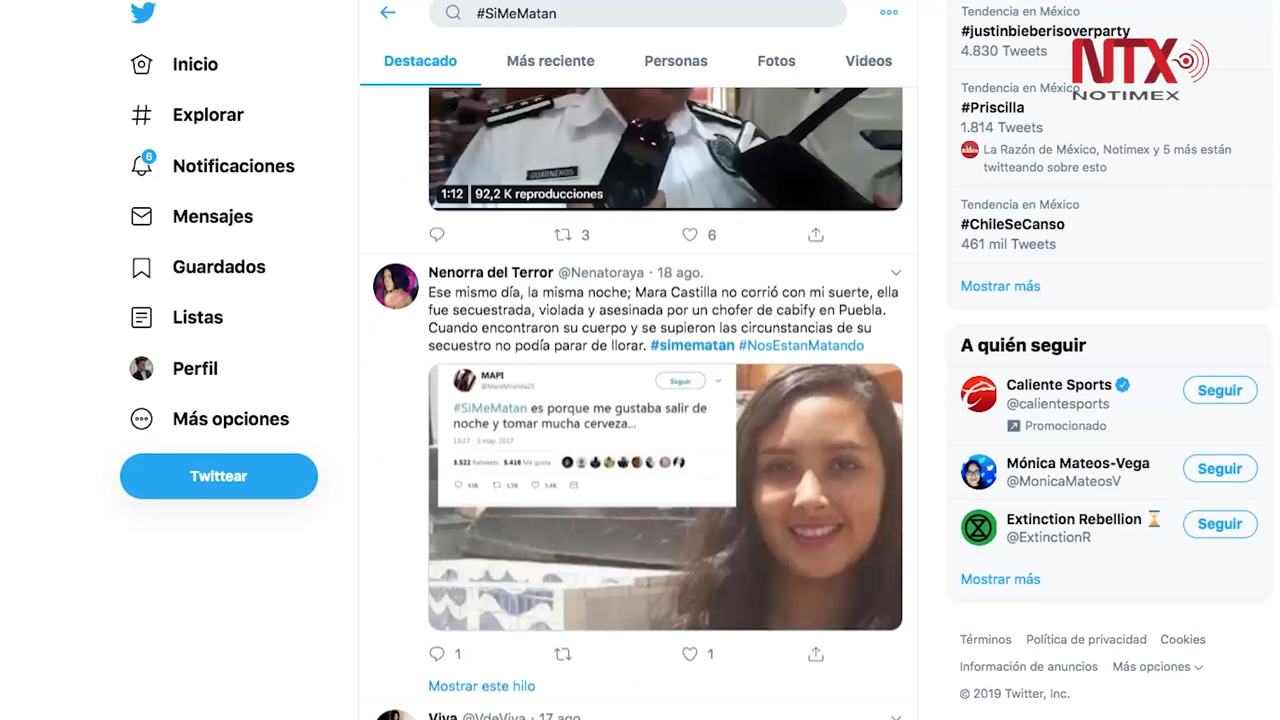 #SiMeMatan
Destacado
Más reciente
Personas
Fotos
Videos
Inicio
Explorar
6
Notificaciones
Mensajes
Guardados
Listas
Perfil
Más opciones
Twittear
GUARNEROS
1:12 92,2 K reproducciones
3
6
Nenorra del Terror @Nenatoraya · 18 ago.
Ese mismo día, la misma noche; Mara Castilla no corrió con mi suerte, ella
fue secuestrada, violada y asesinada por un chofer de cabify en Puebla.
Cuando encontraron su cuerpo y se supieron las circunstancias de su
secuestro no podía parar de llorar. #simematan #NosEstanMatando
MAPI
@MaraMiranda25
Seguir
#SiMeMatan es porque me gustaba salir de
noche y tomar mucha cerveza...
13:17 - 5 may. 2017
3.522 Retweets 5.418 Me gusta
1
1
Mostrar este hilo
Viva @VdeViva · 17 ago.
Tendencia en México
#justinbieberisoverparty
4.830 Tweets
NTX
NOTIMEX
Tendencia en México
#Priscilla
1.814 Tweets
La Razón de México, Notimex y 5 más están
twitteando sobre esto
Tendencia en México
#ChileSeCanso
461 mil Tweets
Mostrar más
A quién seguir
Caliente Sports
@calientesports
Promocionado
Seguir
Mónica Mateos-Vega
@MonicaMateosV
Seguir
Extinction Rebellion
@ExtinctionR
Seguir
Mostrar más
Términos Política de privacidad Cookies
Información de anuncios Más opciones
© 2019 Twitter, Inc.